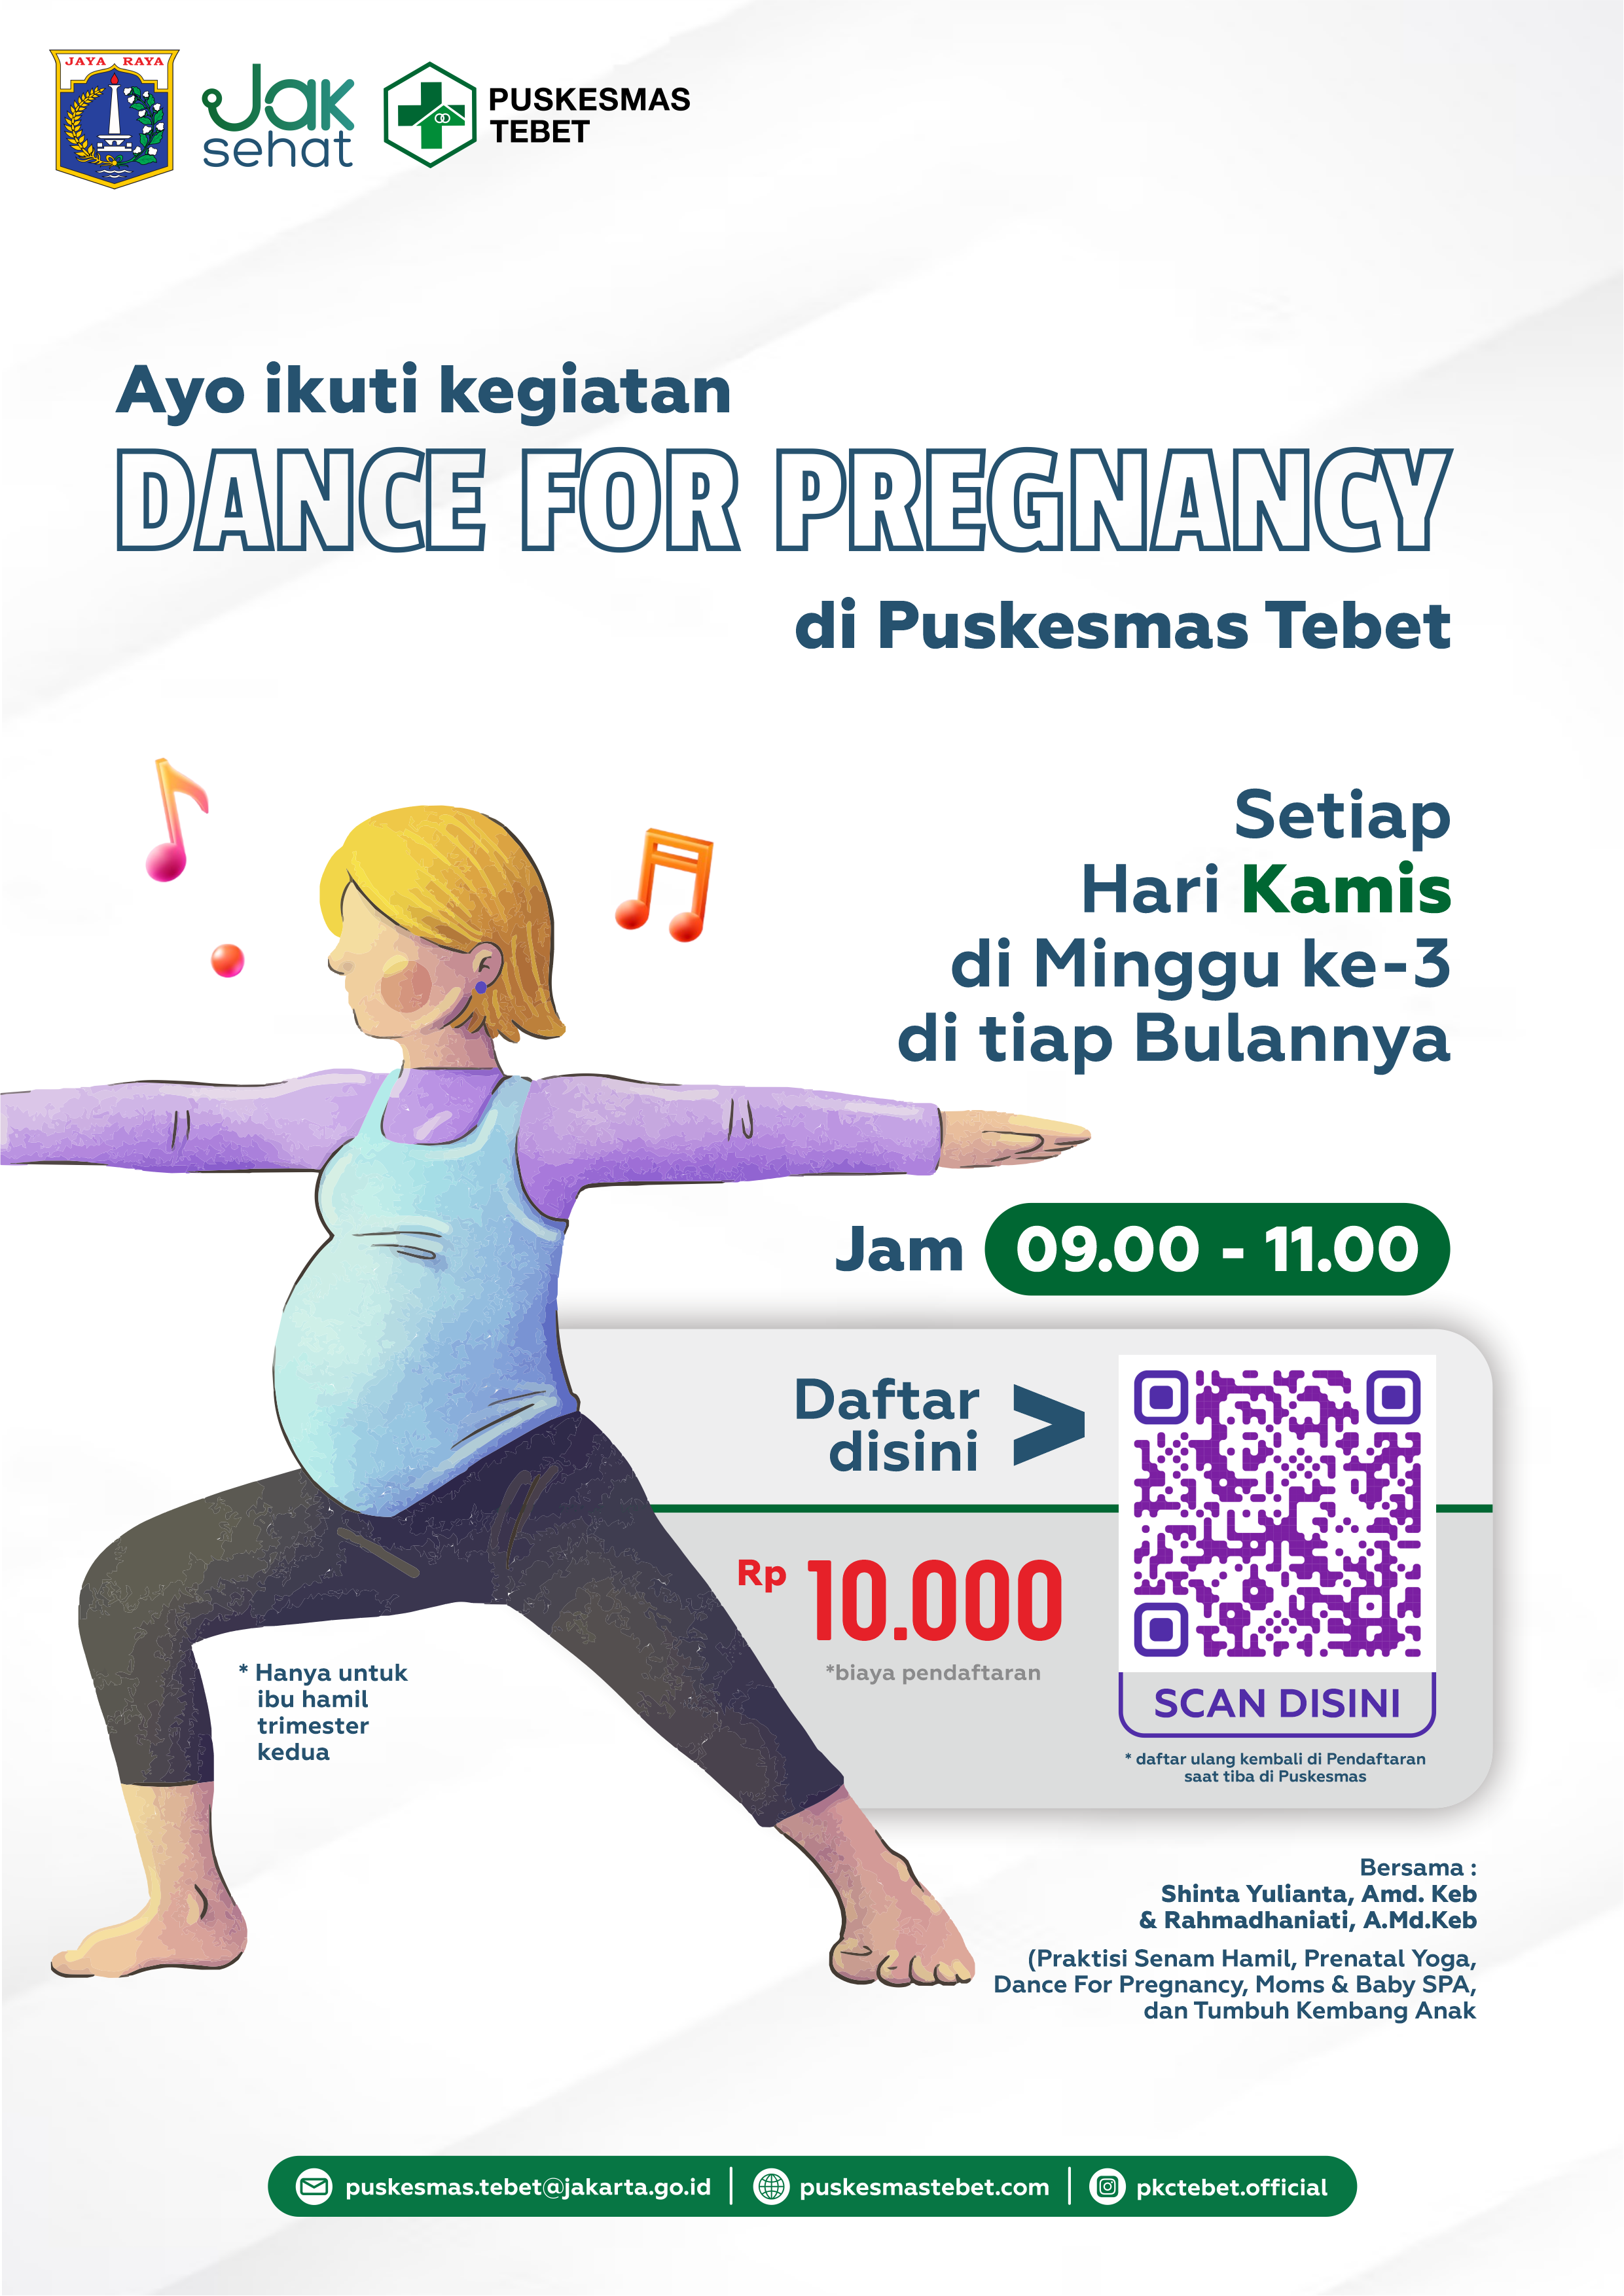 JAYA RAYA
Jak
sehat
PUSKESMAS
TEBET
Ayo ikuti kegiatan
DANCE FOR PREGNANCY
di Puskesmas Tebet
Setiap
Hari Kamis
di Minggu ke-3
di tiap Bulannya
Jam 09.00 - 11.00
Daftar
disini >
Rp 10.000
*biaya pendaftaran
SCAN DISINI
* daftar ulang kembali di Pendaftaran
saat tiba di Puskesmas
* Hanya untuk
ibu hamil
trimester
kedua
Bersama :
Shinta Yulianta, Amd. Keb
& Rahmadhaniati, A.Md.Keb
(Praktisi Senam Hamil, Prenatal Yoga,
Dance For Pregnancy, Moms & Baby SPA,
dan Tumbuh Kembang Anak
puskesmas.tebet@jakarta.go.id | puskesmastebet.com | pkctebet.official